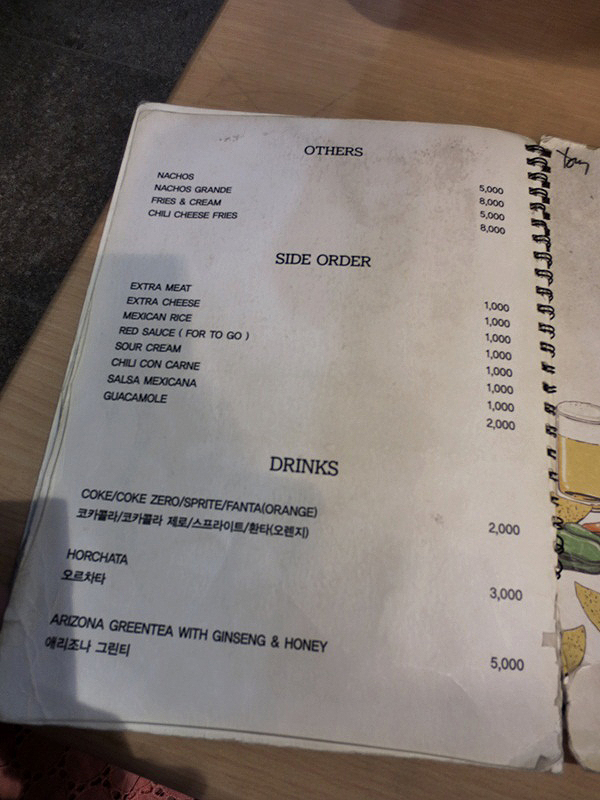 OTHERS
NACHOS 5,000
NACHOS GRANDE 8,000
FRIES & CREAM 5,000
CHILI CHEESE FRIES 8,000
SIDE ORDER
EXTRA MEAT 1,000
EXTRA CHEESE 1,000
MEXICAN RICE 1,000
RED SAUCE ( FOR TO GO ) 1,000
SOUR CREAM 1,000
CHILI CON CARNE 1,000
SALSA MEXICANA 1,000
GUACAMOLE 2,000
DRINKS
COKE/COKE ZERO/SPRITE/FANTA(ORANGE)
코카콜라/코카콜라 제로/스프라이트/환타(오렌지) 2,000
HORCHATA
오르차타 3,000
ARIZONA GREENTEA WITH GINSENG & HONEY
애리조나 그린티 5,000